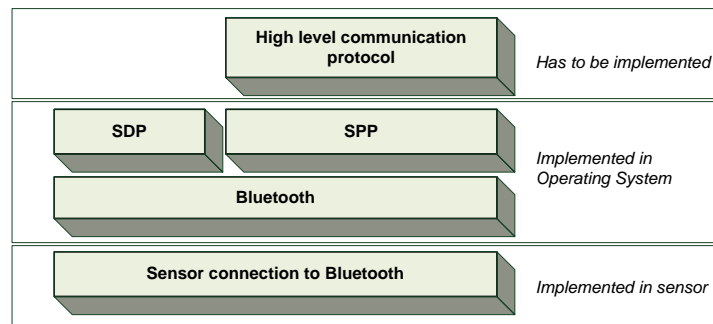 High level communication
protocol
Has to be implemented
SDP
SPP
Implemented in
Operating System
Bluetooth
Sensor connection to Bluetooth
Implemented in sensor